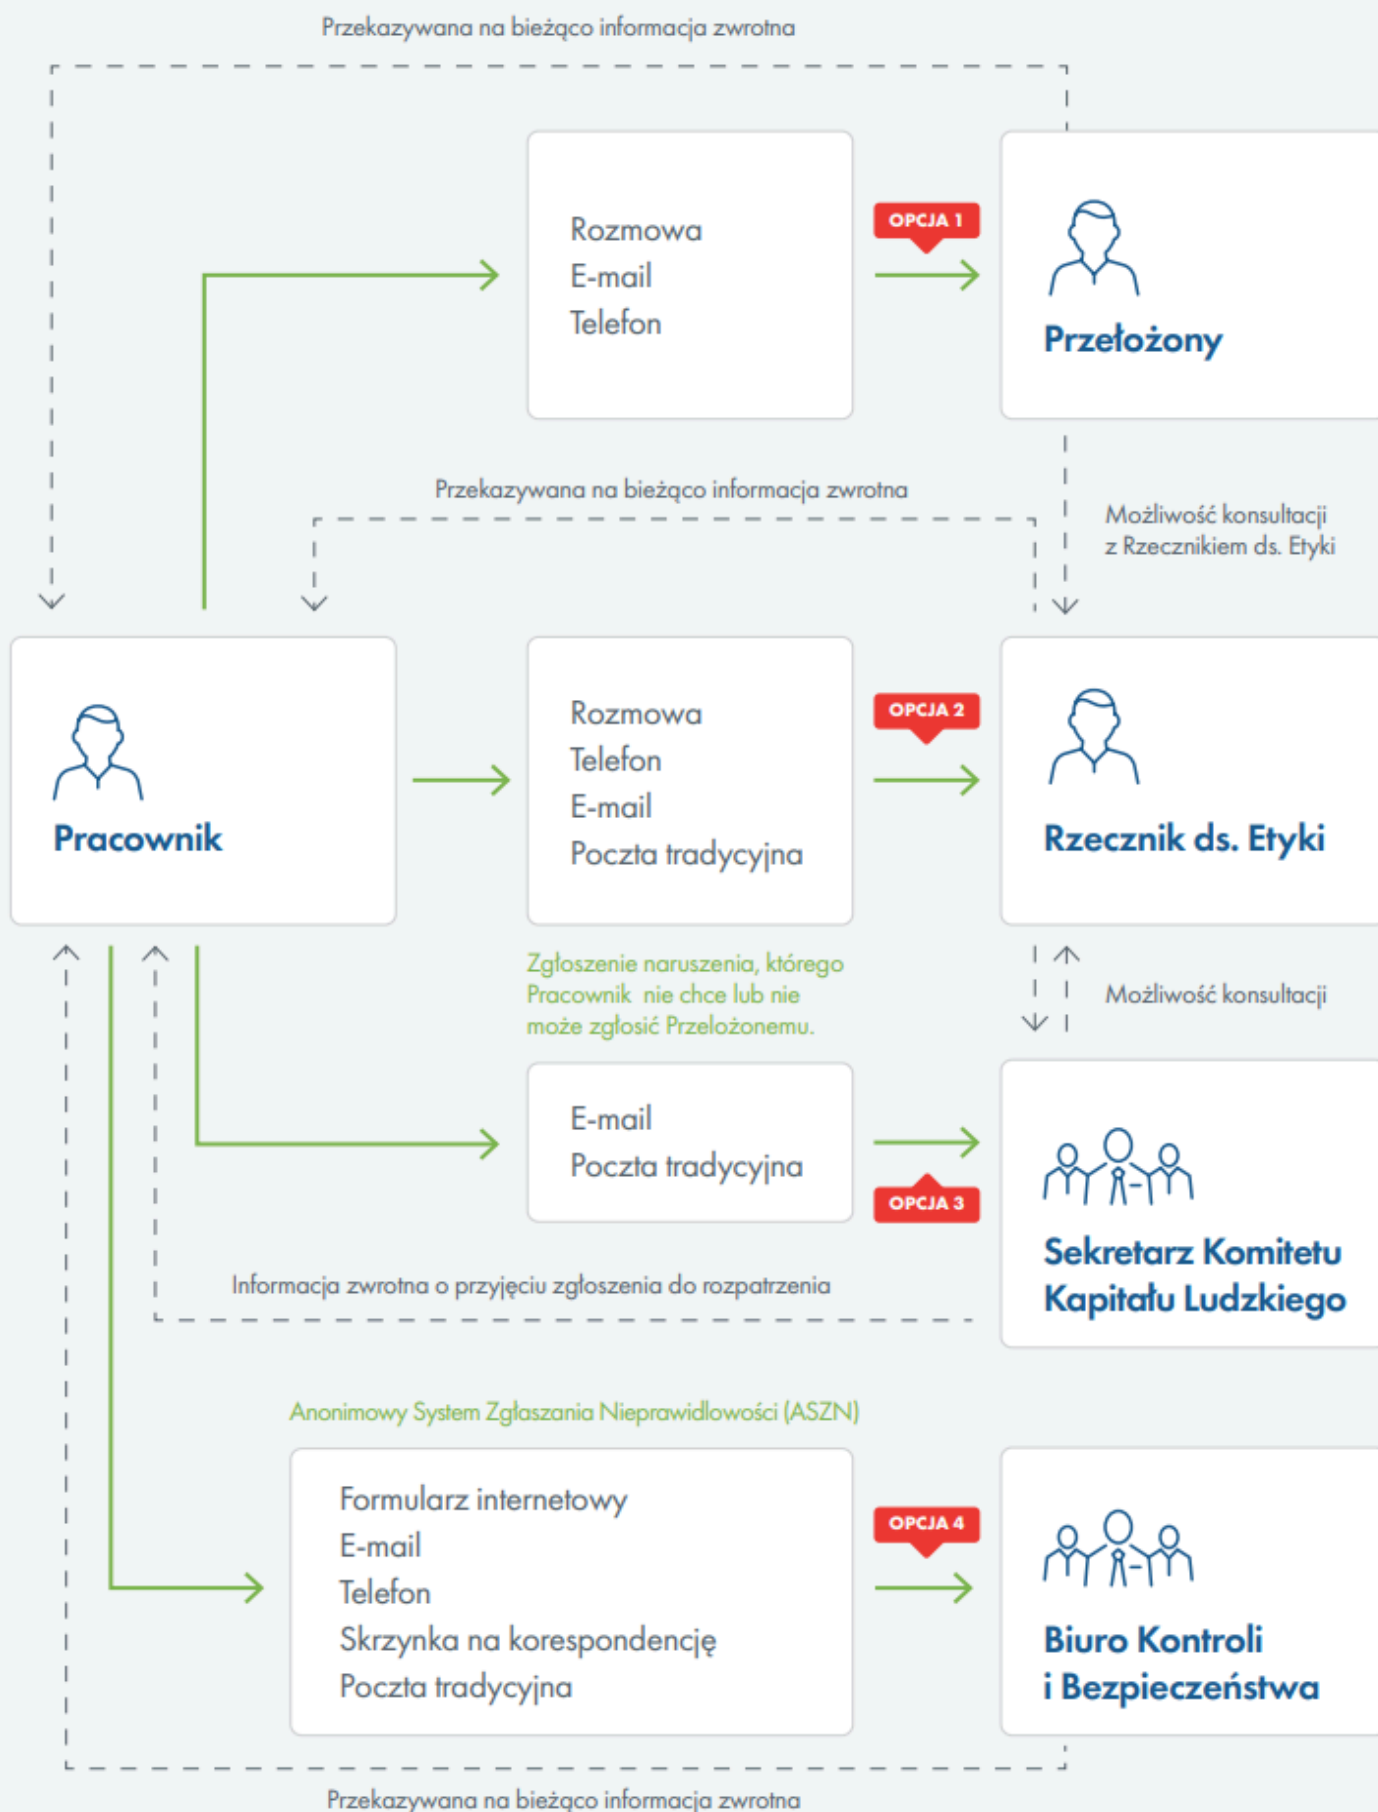 Przekazywana na bieżąco informacja zwrotna
Rozmowa
E-mail
Telefon
OPCJA 1
Przełożony
Przekazywana na bieżąco informacja zwrotna
Możliwość konsultacji
z Rzecznikiem ds. Etyki
Pracownik
Rozmowa
Telefon
E-mail
Poczta tradycyjna
OPCJA 2
Rzecznik ds. Etyki
Zgłoszenie naruszenia, którego
Pracownik nie chce lub nie
może zgłosić Przelożonemu.
Możliwość konsultacji
E-mail
Poczta tradycyjna
OPCJA 3
Sekretarz Komitetu
Kapitału Ludzkiego
Informacja zwrotna o przyjęciu zgłoszenia do rozpatrzenia
Anonimowy System Zgłaszania Nieprawidlowości (ASZN)
Formularz internetowy
E-mail
Telefon
Skrzynka na korespondencję
Poczta tradycyjna
OPCJA 4
Biuro Kontroli
i Bezpieczeństwa
Przekazywana na bieżąco informacja zwrotna